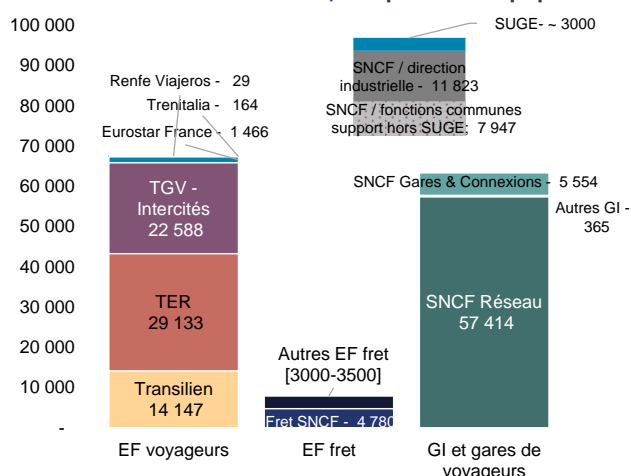 100 000
90 000
80 000
70 000
60 000
50 000
40 000
30 000
20 000
10 000
-
SUGE- ~ 3000
SNCF / direction
industrielle - 11 823
SNCF / fonctions communes
support hors SUGE: 7 947
Renfe Viajeros - 29
Trenitalia - 164
Eurostar France - 1 466
TGV -
Intercités
22 588
TER
29 133
Transilien
14 147
Autres EF fret
[3000-3500]
Fret SNCF - 4 780
SNCF Gares & Connexions - 5 554
Autres GI -
365
SNCF Réseau
57 414
EF voyageurs
EF fret
GI et gares de
voyageurs